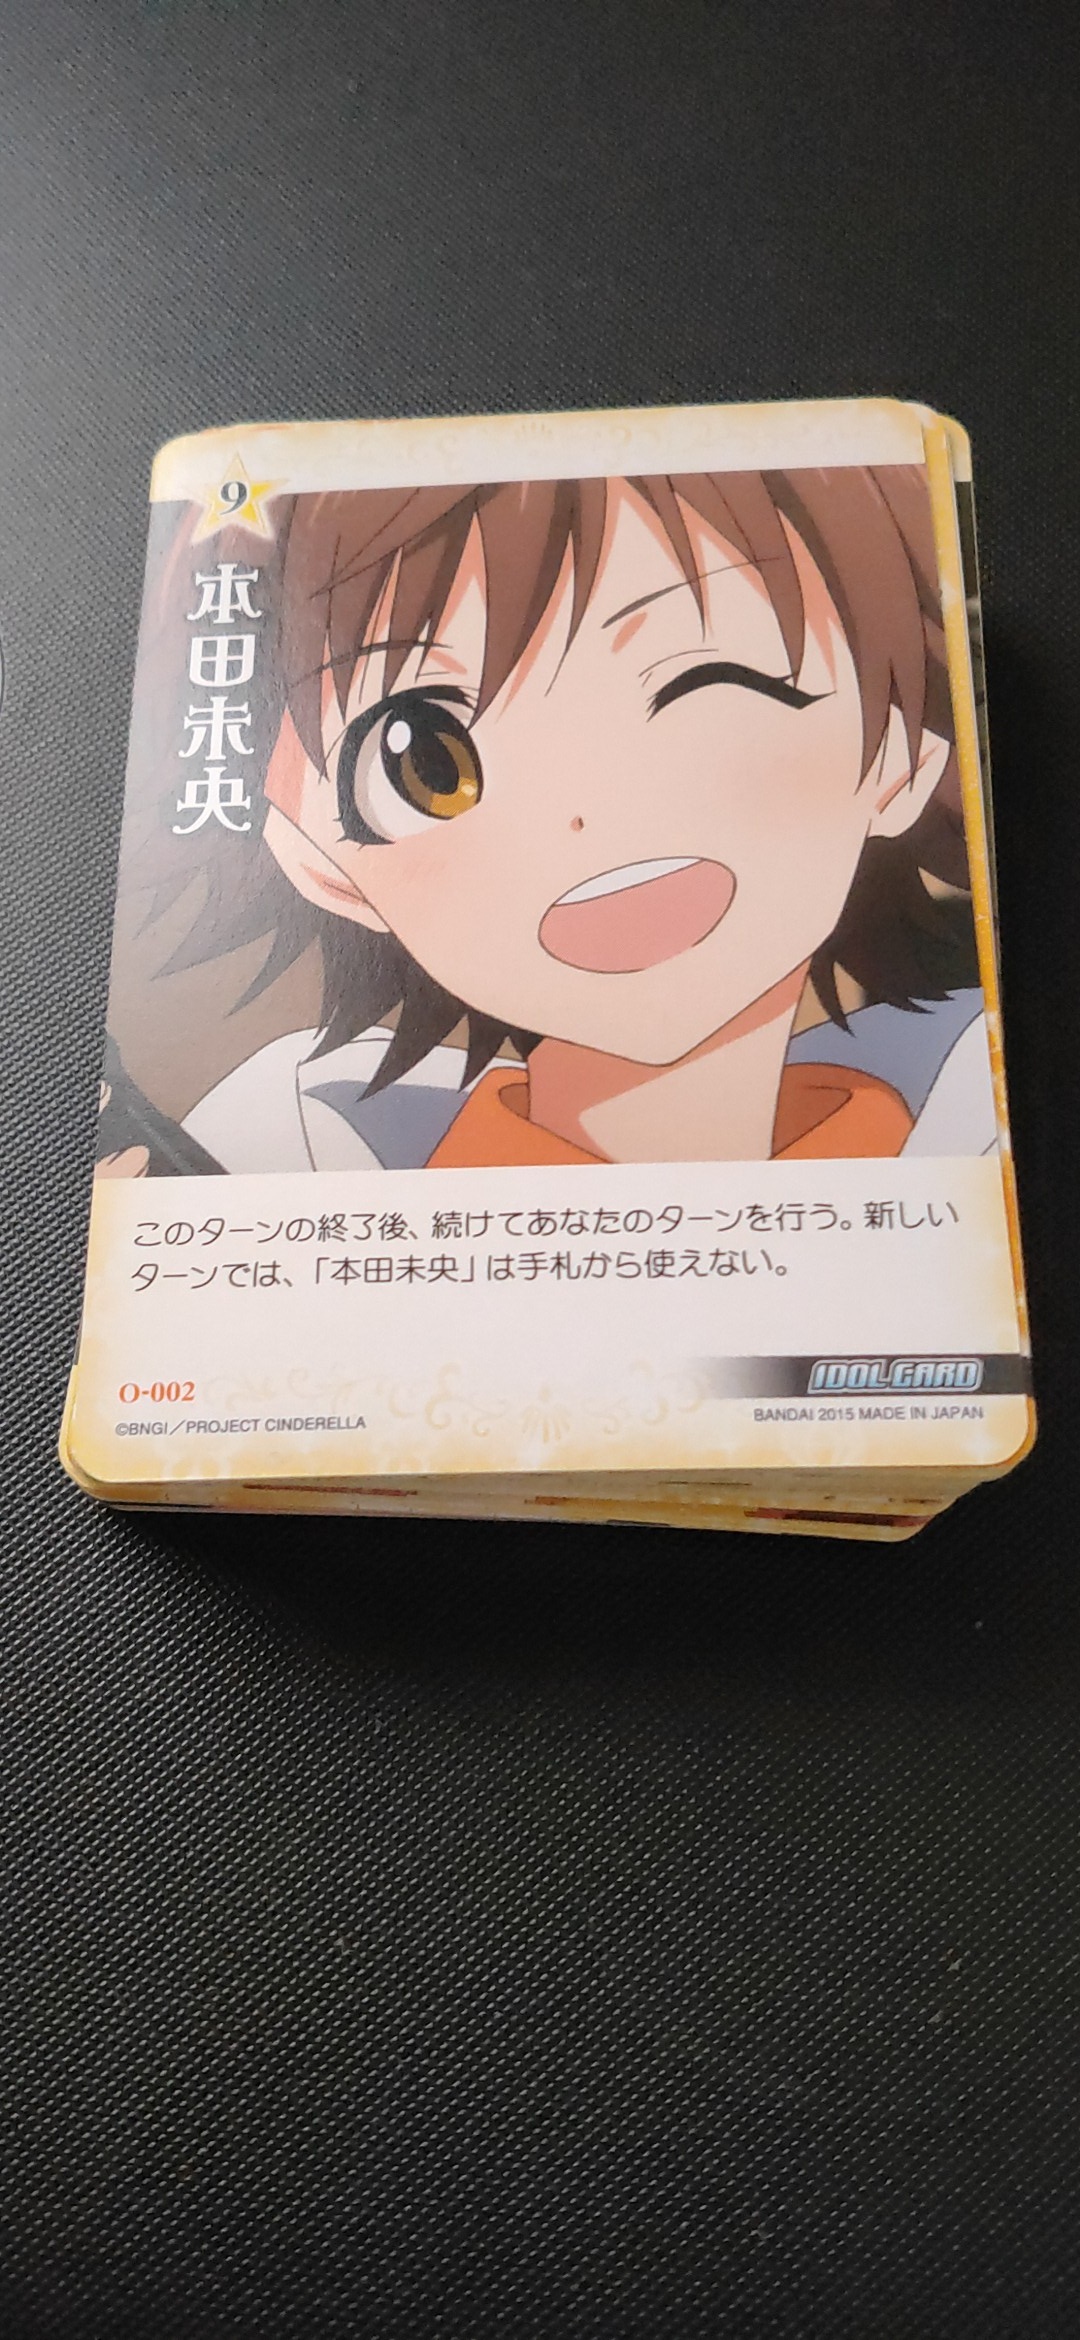 9
本田未央
このターンの終了後、続けてあなたのターンを行う。新しい
ターンでは、「本田未央」は手札から使えない。
IDOL CARD
O-002
©BNGI／PROJECT CINDERELLA
BANDAI 2015 MADE IN JAPAN